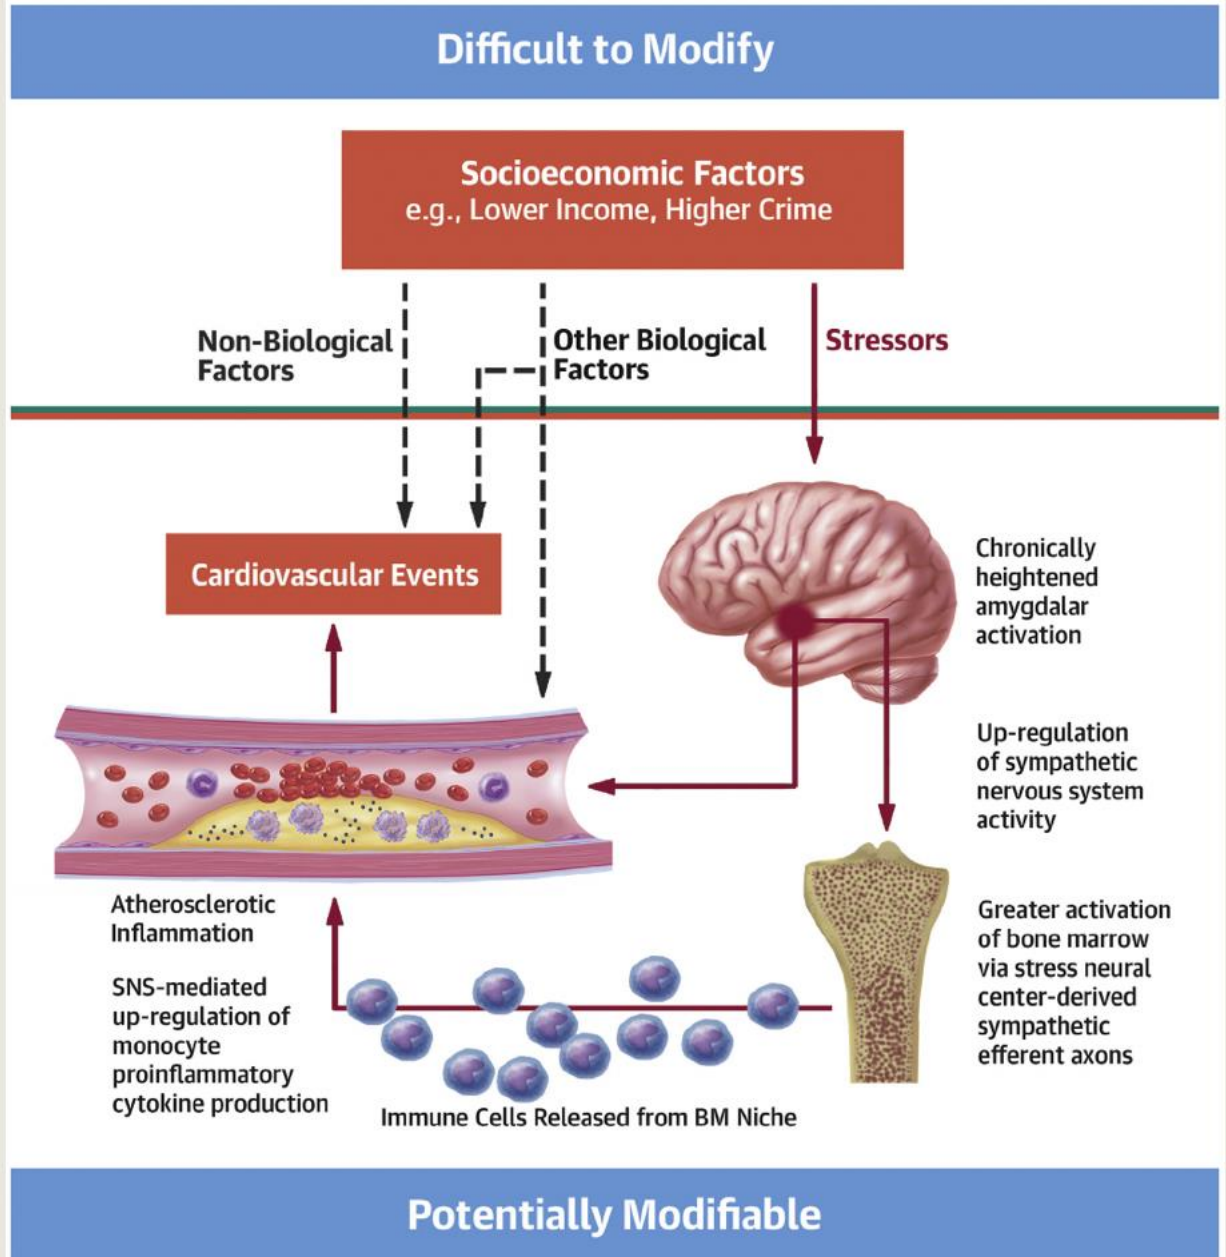 Difficult to Modify
Socioeconomic Factors
e.g., Lower Income, Higher Crime
Non-Biological
Factors
Other Biological
Factors
Stressors
Cardiovascular Events
Chronically
heightened
amygdalar
activation
Up-regulation
of sympathetic
nervous system
activity
Atherosclerotic
Inflammation
SNS-mediated
up-regulation of
monocyte
proinflammatory
cytokine production
Immune Cells Released from BM Niche
Greater activation
of bone marrow
via stress neural
center-derived
sympathetic
efferent axons
Potentially Modifiable